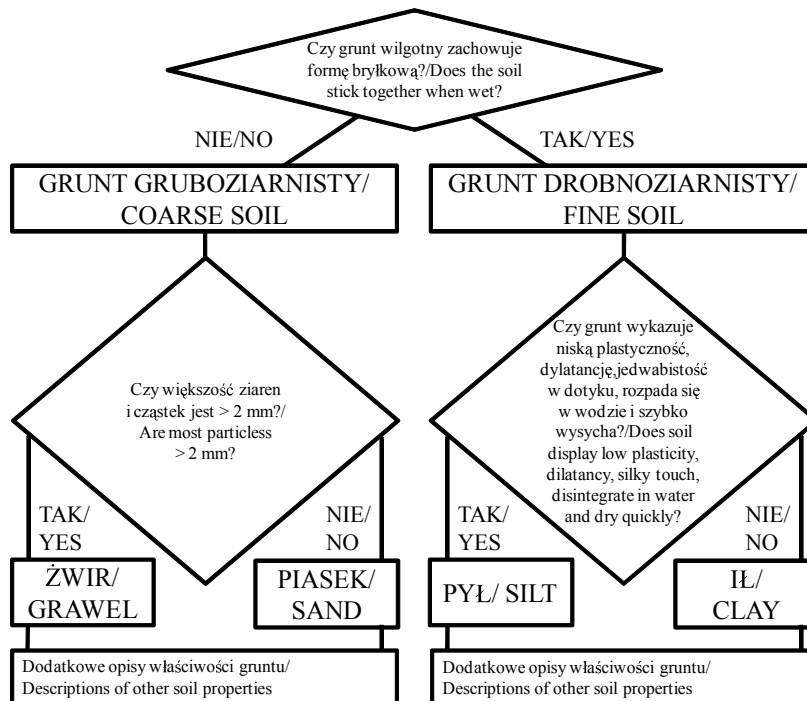 Czy grunt wilgotny zachowuje
formę bryłkową?/Does the soil
stick together when wet?
NIE/NO
TAK/YES
GRUNT GRUBOZIARNISTY/
COARSE SOIL
GRUNT DROBNOZIARNISTY/
FINE SOIL
Czy większość ziaren
i cząstek jest > 2 mm?/
Are most particless
> 2 mm?
Czy grunt wykazuje
niską plastyczność,
dylatancję,jedwabistość
w dotyku, rozpada się
w wodzie i szybko
wysycha?/Does soil
display low plasticity,
dilatancy, silky touch,
disintegrate in water
and dry quickly?
TAK/
YES
NIE/
NO
TAK/
YES
NIE/
NO
ŻWIR/
GRAWEL
PIASEK/
SAND
PYŁ/ SILT
IŁ/
CLAY
Dodatkowe opisy właściwości gruntu/
Descriptions of other soil properties
Dodatkowe opisy właściwości gruntu/
Descriptions of other soil properties